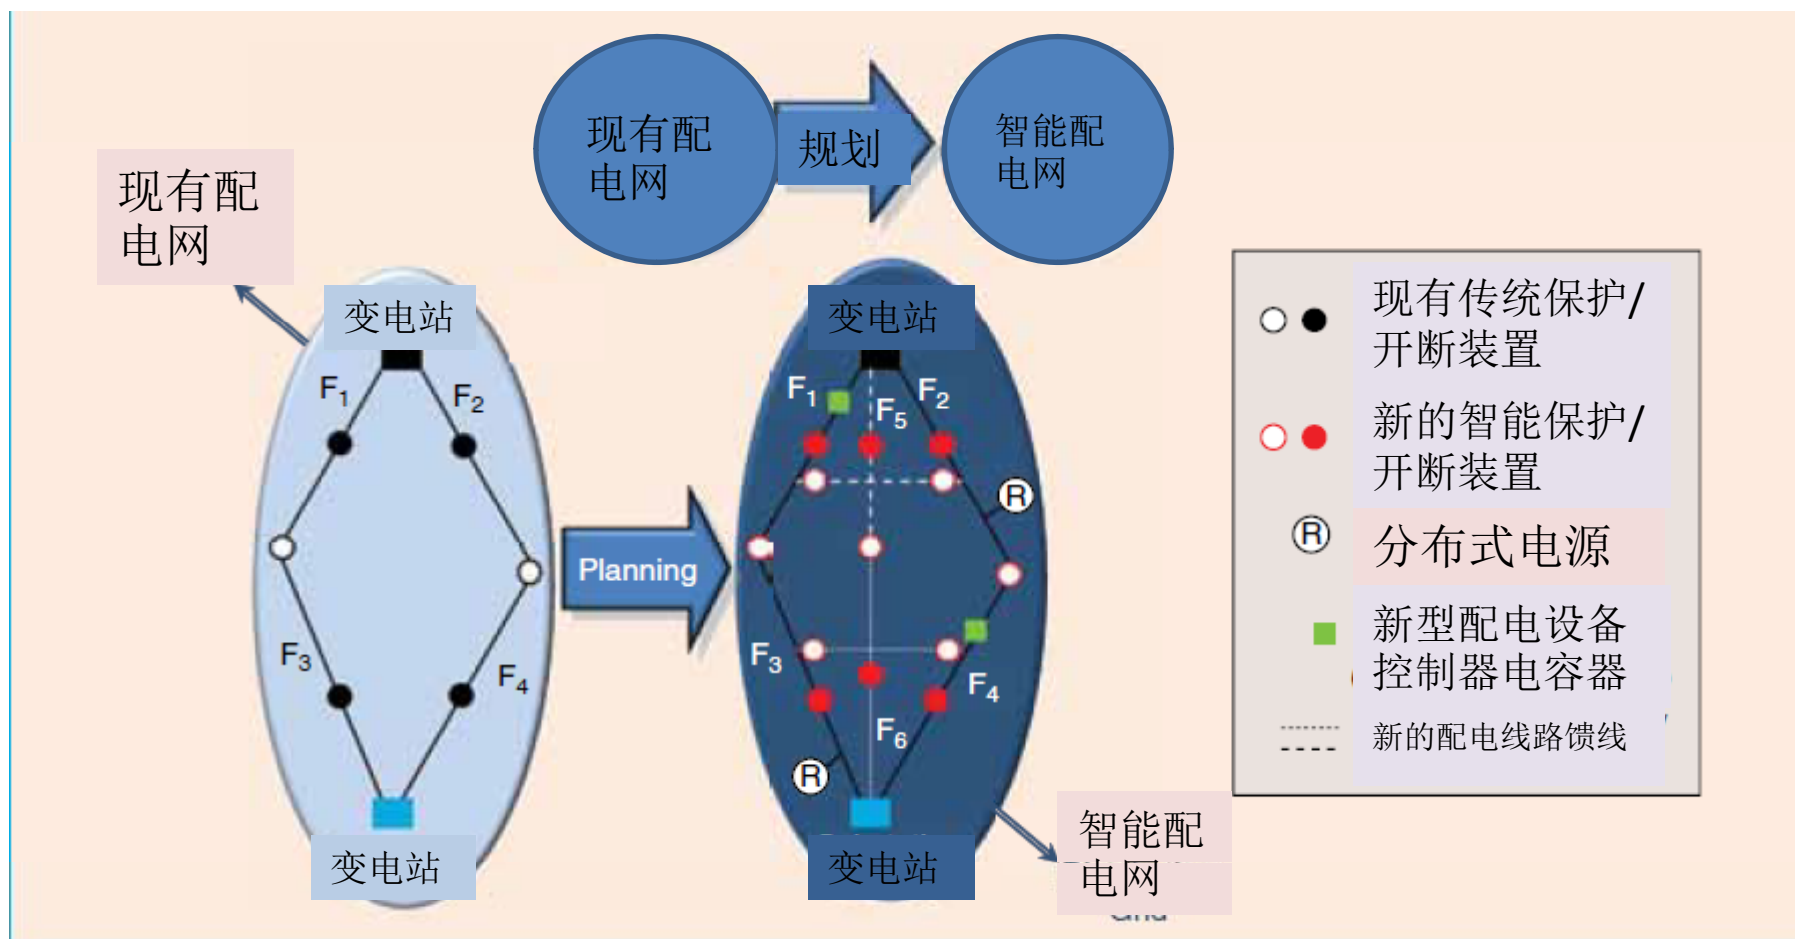 现有配
电网
规划
智能配
电网
现有配
电网
变电站
F1
F2
F3
F4
变电站
Planning
变电站
F1
F5
F2
R
F3
F4
F6
R
变电站
智能配
电网
现有传统保护/
开断装置
新的智能保护/
开断装置
R
分布式电源
新型配电设备
控制器电容器
新的配电线路馈线